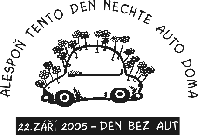 ALESPOŇ TENTO DEN NECHTE AUTO DOMA
22.ZÁŘÍ 2005 - DEN BEZ AUT